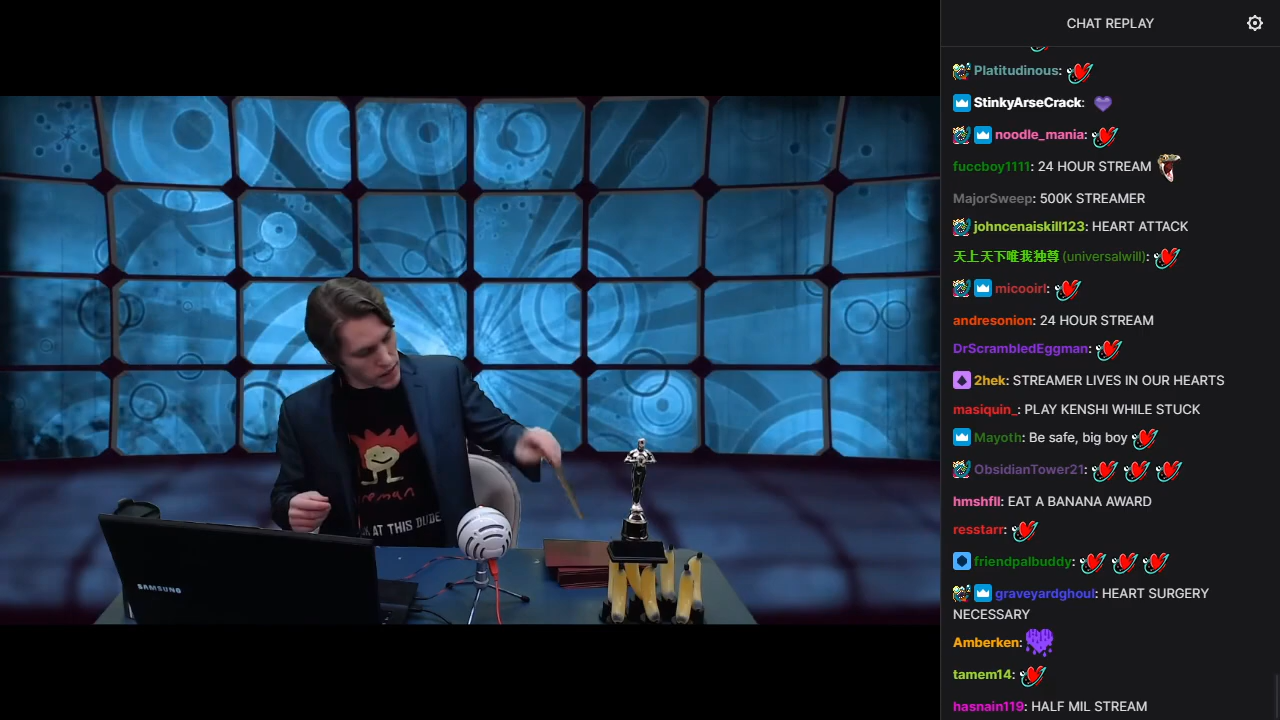 CHAT REPLAY
Platitudinous:
StinkyArseCrack:
noodle_mania:
fuccboy1111: 24 HOUR STREAM
MajorSweep: 500K STREAMER
johncenaiskill123: HEART ATTACK
天上天下唯我独尊 (universalwill):
micooirl:
andresonion: 24 HOUR STREAM
DrScrambledEggman:
2hek: STREAMER LIVES IN OUR HEARTS
masiquin_: PLAY KENSHI WHILE STUCK
Mayoth: Be safe, big boy
ObsidianTower21:
hmshfll: EAT A BANANA AWARD
resstarr:
friendpalbuddy:
graveyardghoul: HEART SURGERY
NECESSARY
Amberken:
tamem14:
hasnain119: HALF MIL STREAM
AT THIS DUDE
SAMSUNG